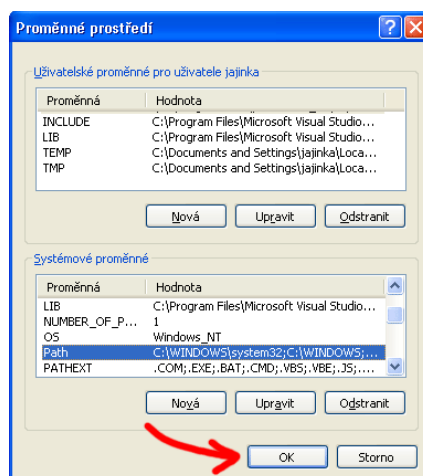 Proměnné prostředí
Uživatelské proměnné pro uživatele jajinka
Proměnná Hodnota
INCLUDE C:\Program Files\Microsoft Visual Studio...
LIB C:\Program Files\Microsoft Visual Studio...
TEMP C:\Documents and Settings\jajinka\Loca...
TMP C:\Documents and Settings\jajinka\Loca...
Nová Upravit Odstranit
Systémové proměnné
Proměnná Hodnota
LIB C:\Program Files\Microsoft Visual Studio...
NUMBER_OF_P... 1
OS Windows_NT
Path C:\WINDOWS\system32;C:\WINDOWS;...
PATHEXT .COM;.EXE;.BAT;.CMD;.VBS;.VBE;.JS;....
Nová Upravit Odstranit
OK Storno